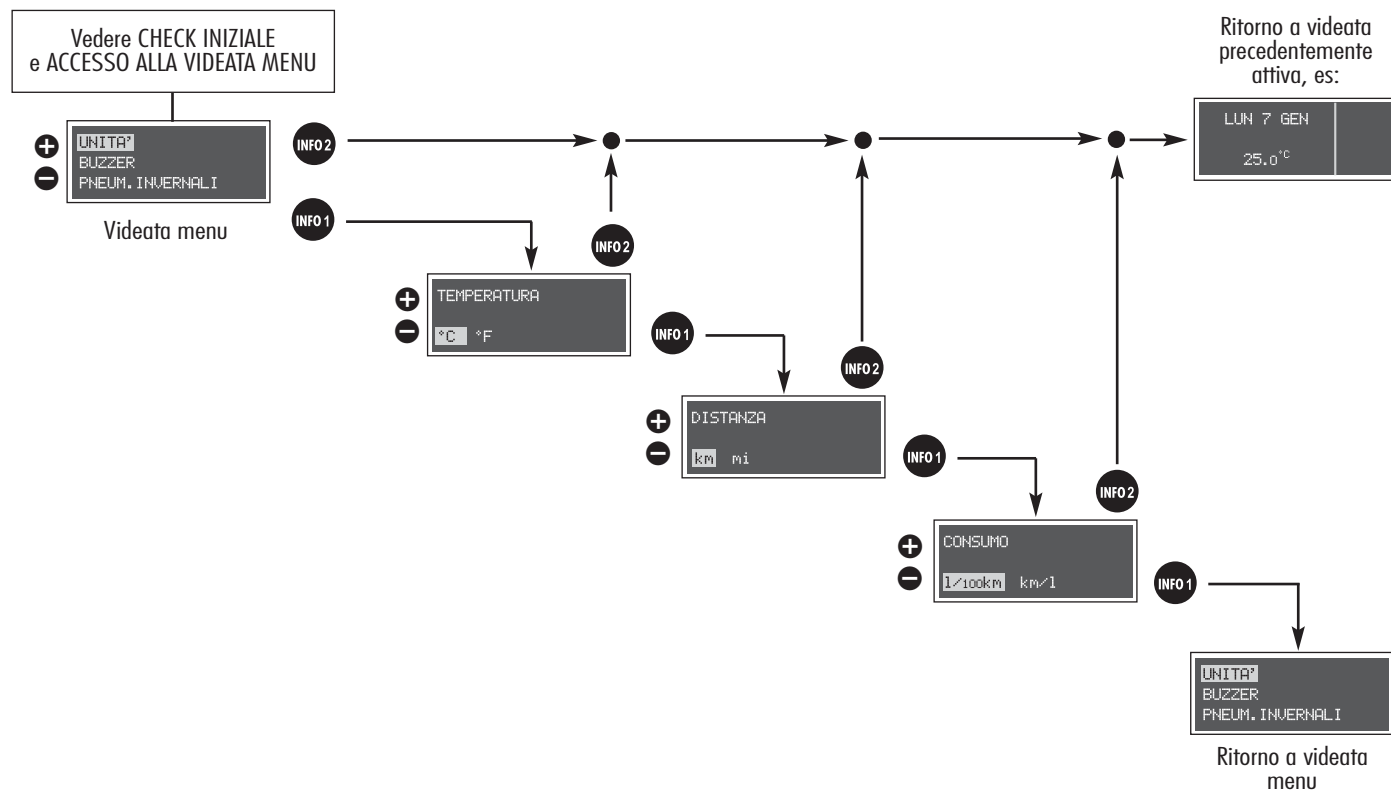 Vedere CHECK INIZIALE
e ACCESSO ALLA VIDEATA MENU
Ritorno a videata
precedentemente
attiva, es:
LUN 7 GEN
25.0°C
UNITA'
BUZZER
PNEUM.INVERNALI
INFO 2
Videata menu
INFO 1
INFO 2
TEMPERATURA
°C °F
INFO 1
INFO 2
DISTANZA
km mi
INFO 1
INFO 2
CONSUMO
l/100km km/l
INFO 1
UNITA'
BUZZER
PNEUM.INVERNALI
Ritorno a videata
menu